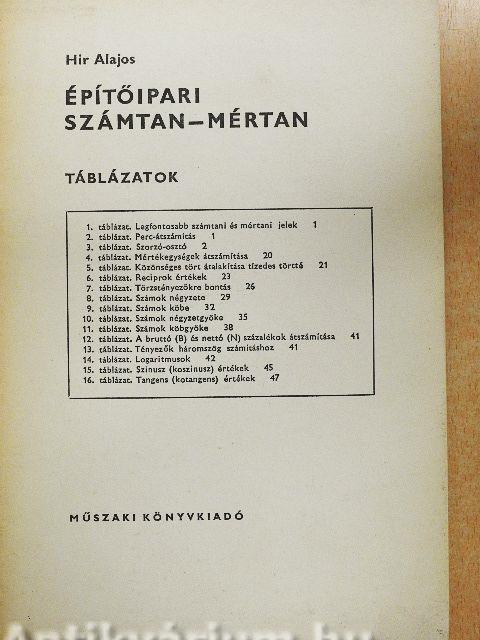 Hir Alajos
ÉPÍTŐIPARI
SZÁMTAN—MÉRTAN
TÁBLÁZATOK
1. táblázat. Legfontosabb számtani és mértani jelek 1
2. táblázat. Perc-átszámítás 1
3. táblázat. Szorzó-osztó 2
4. táblázat. Mértékegységek átszámítása 20
5. táblázat. Közönséges tört átalakítása tizedes törtté 21
6. táblázat. Reciprok értékek 23
7. táblázat. Törzstényezőkre bontás 26
8. táblázat. Számok négyzete 29
9. táblázat. Számok köbe 32
10. táblázat. Számok négyzetgyöke 35
11. táblázat. Számok köbgyöke 38
12. táblázat. A bruttó (B) és nettó (N) százalékok átszámítása 41
13. táblázat. Tényezők háromszög számításhoz 41
14. táblázat. Logaritmusok 42
15. táblázat. Szinusz (koszinusz) értékek 45
16. táblázat. Tangens (kotangens) értékek 47
MŰSZAKI KÖNYVKIADÓ
Antikvárium.hu